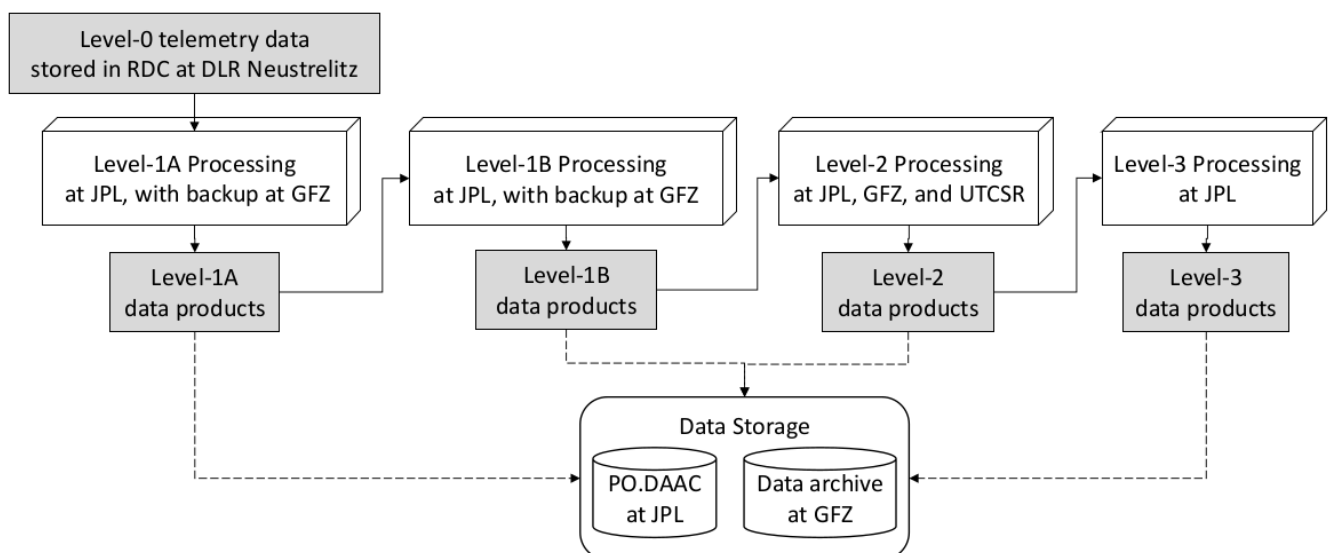 Level-0 telemetry data
stored in RDC at DLR Neustrelitz
Level-1A Processing
at JPL, with backup at GFZ
Level-1B Processing
at JPL, with backup at GFZ
Level-2 Processing
at JPL, GFZ, and UTCSR
Level-3 Processing
at JPL
Level-1A
data products
Level-1B
data products
Level-2
data products
Level-3
data products
Data Storage
PO.DAAC
at JPL
Data archive
at GFZ